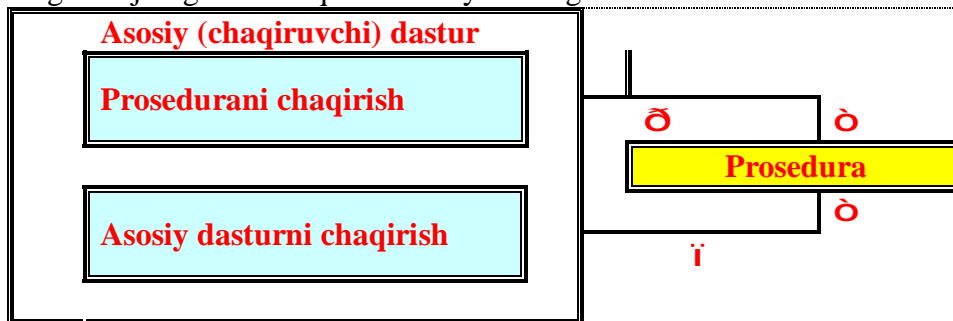 Asosiy (chaqiruvchi) dastur
Prosedurani chaqirish
ð
ò
Prosedura
Asosiy dasturni chaqirish
ò
ï